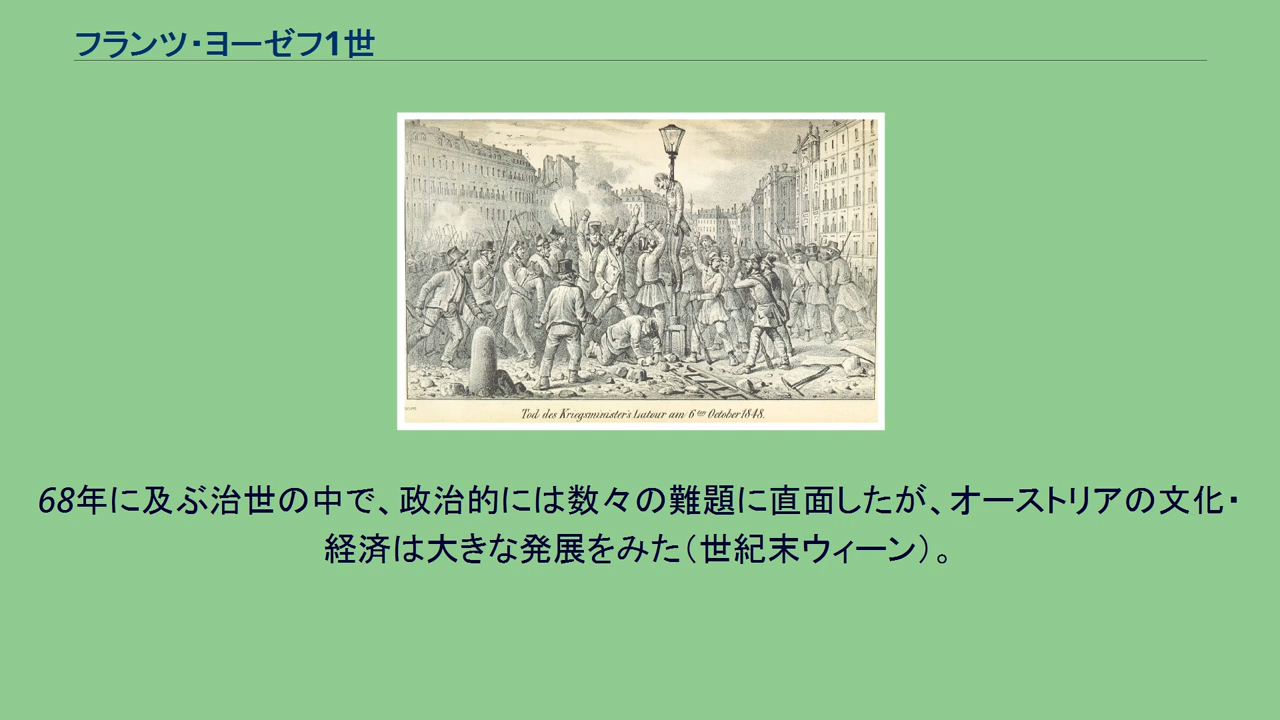 フランツ・ヨーゼフ1世
Tod des Kriegsminister's Latour am 6ten October 1848.
68年に及ぶ治世の中で、政治的には数々の難題に直面したが、オーストリアの文化・
経済は大きな発展をみた（世紀末ウィーン）。